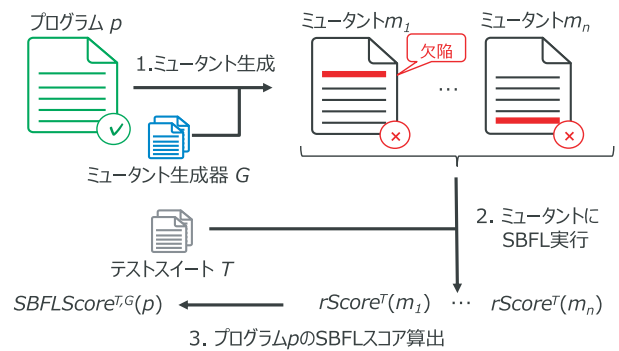 プログラム p
ミュータントm1
ミュータントmn
1.ミュータント生成
欠陥
…
ミュータント生成器 G
2. ミュータントに
SBFL実行
テストスイート T
SBFLScoreT,G(p)
rScoreT(m1)
…
rScoreT(mn)
3. プログラムpのSBFLスコア算出